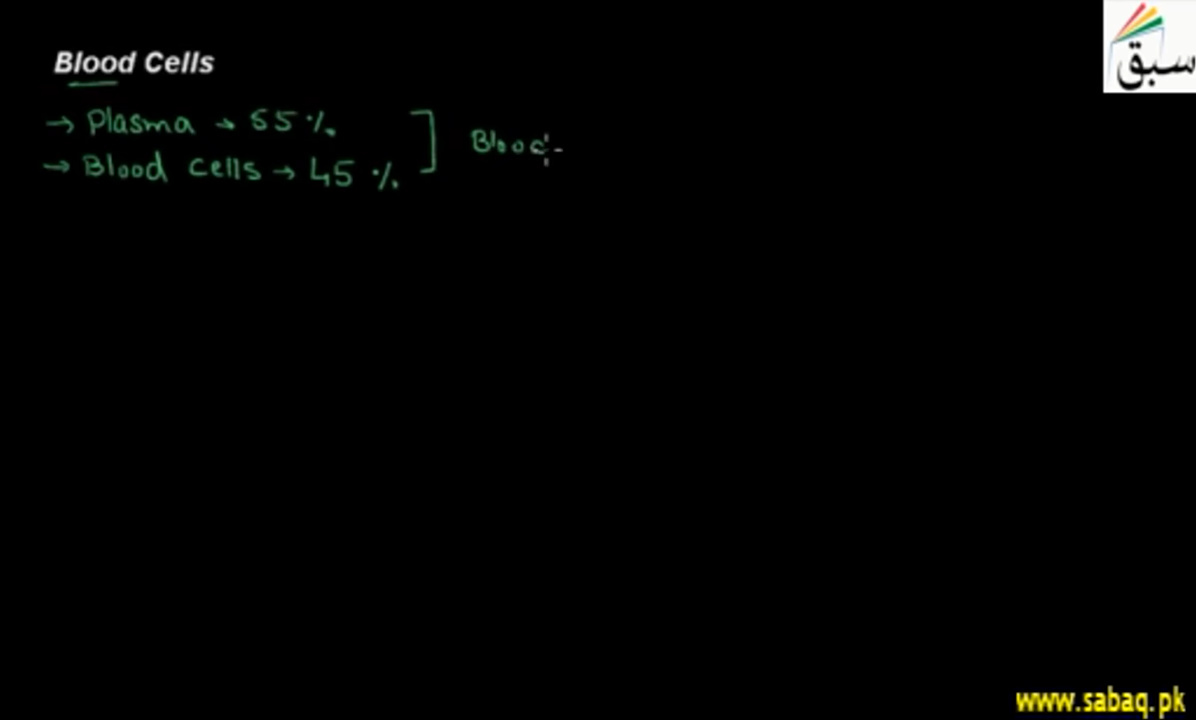 Blood Cells
سبق
→ Plasma → 55 %
→ Blood Cells → 45 %
Blood
www.sabaq.pk